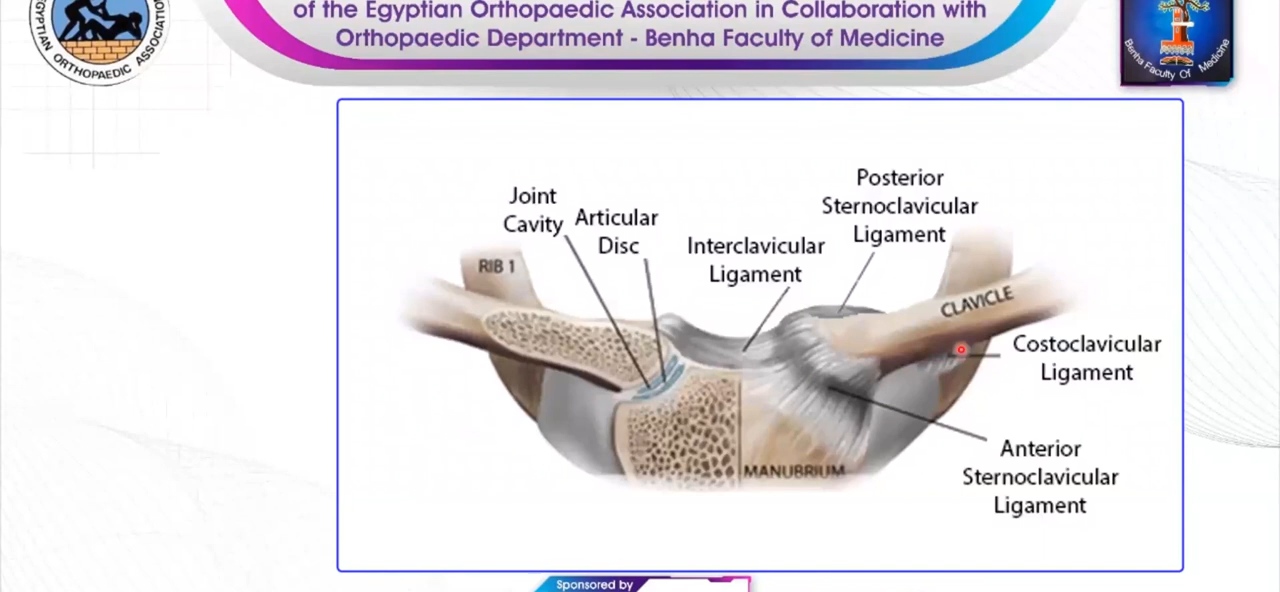 of the Egyptian Orthopaedic Association in Collaboration with
Orthopaedic Department - Benha Faculty of Medicine
EGYPTIAN ORTHOPAEDIC ASSOCIATION
Benha Faculty Of Medicine
Joint
Cavity
Articular
Disc
Interclavicular
Ligament
Posterior
Sternoclavicular
Ligament
RIB 1
CLAVICLE
Costoclavicular
Ligament
MANUBRIUM
Anterior
Sternoclavicular
Ligament
Sponsored by